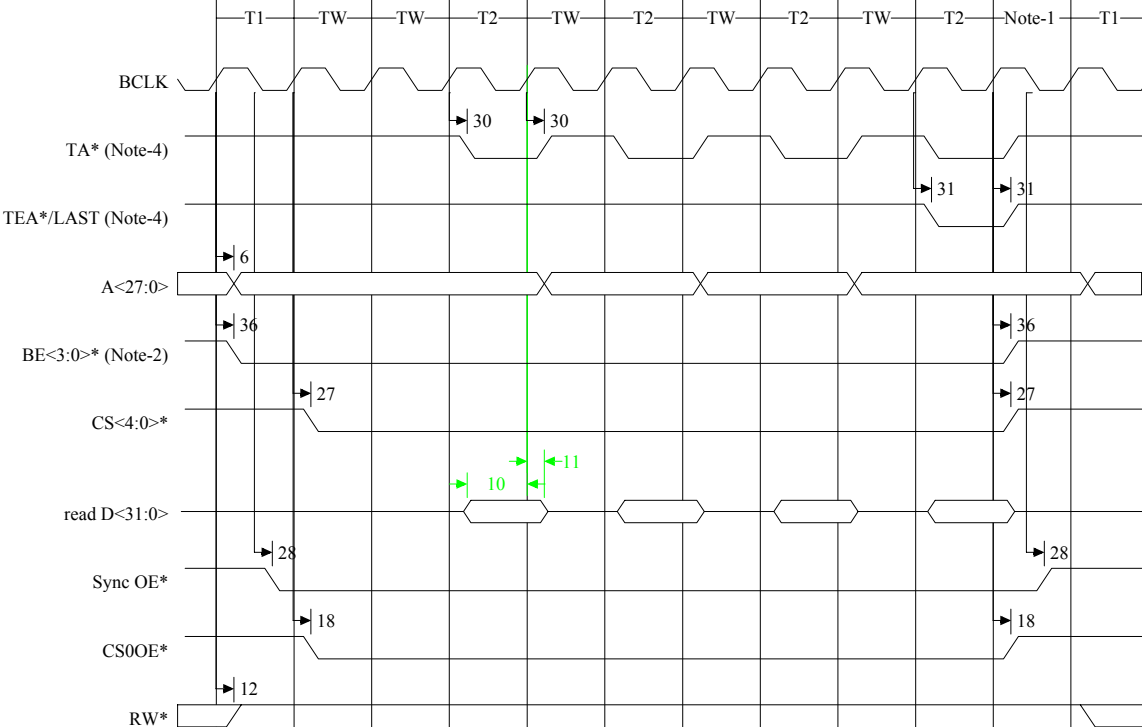 T1 TW TW T2 TW T2 TW T2 TW T2 Note-1 T1
BCLK
30 30
TA* (Note-4)
31 31
TEA*/LAST (Note-4)
6
A<27:0>
36 36
BE<3:0>* (Note-2)
27 27
CS<4:0>*
11
10
read D<31:0>
28 28
Sync OE*
18 18
CS0OE*
12
RW*